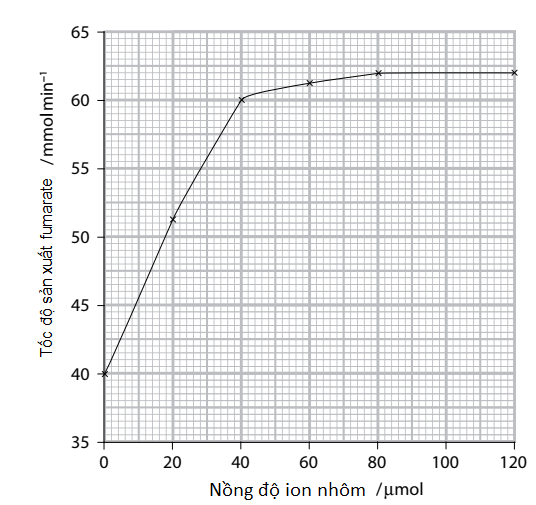 Tốc độ sản xuất fumarate /mmol min⁻¹
65
60
55
50
45
40
35
0 20 40 60 80 100 120
Nồng độ ion nhôm /μmol